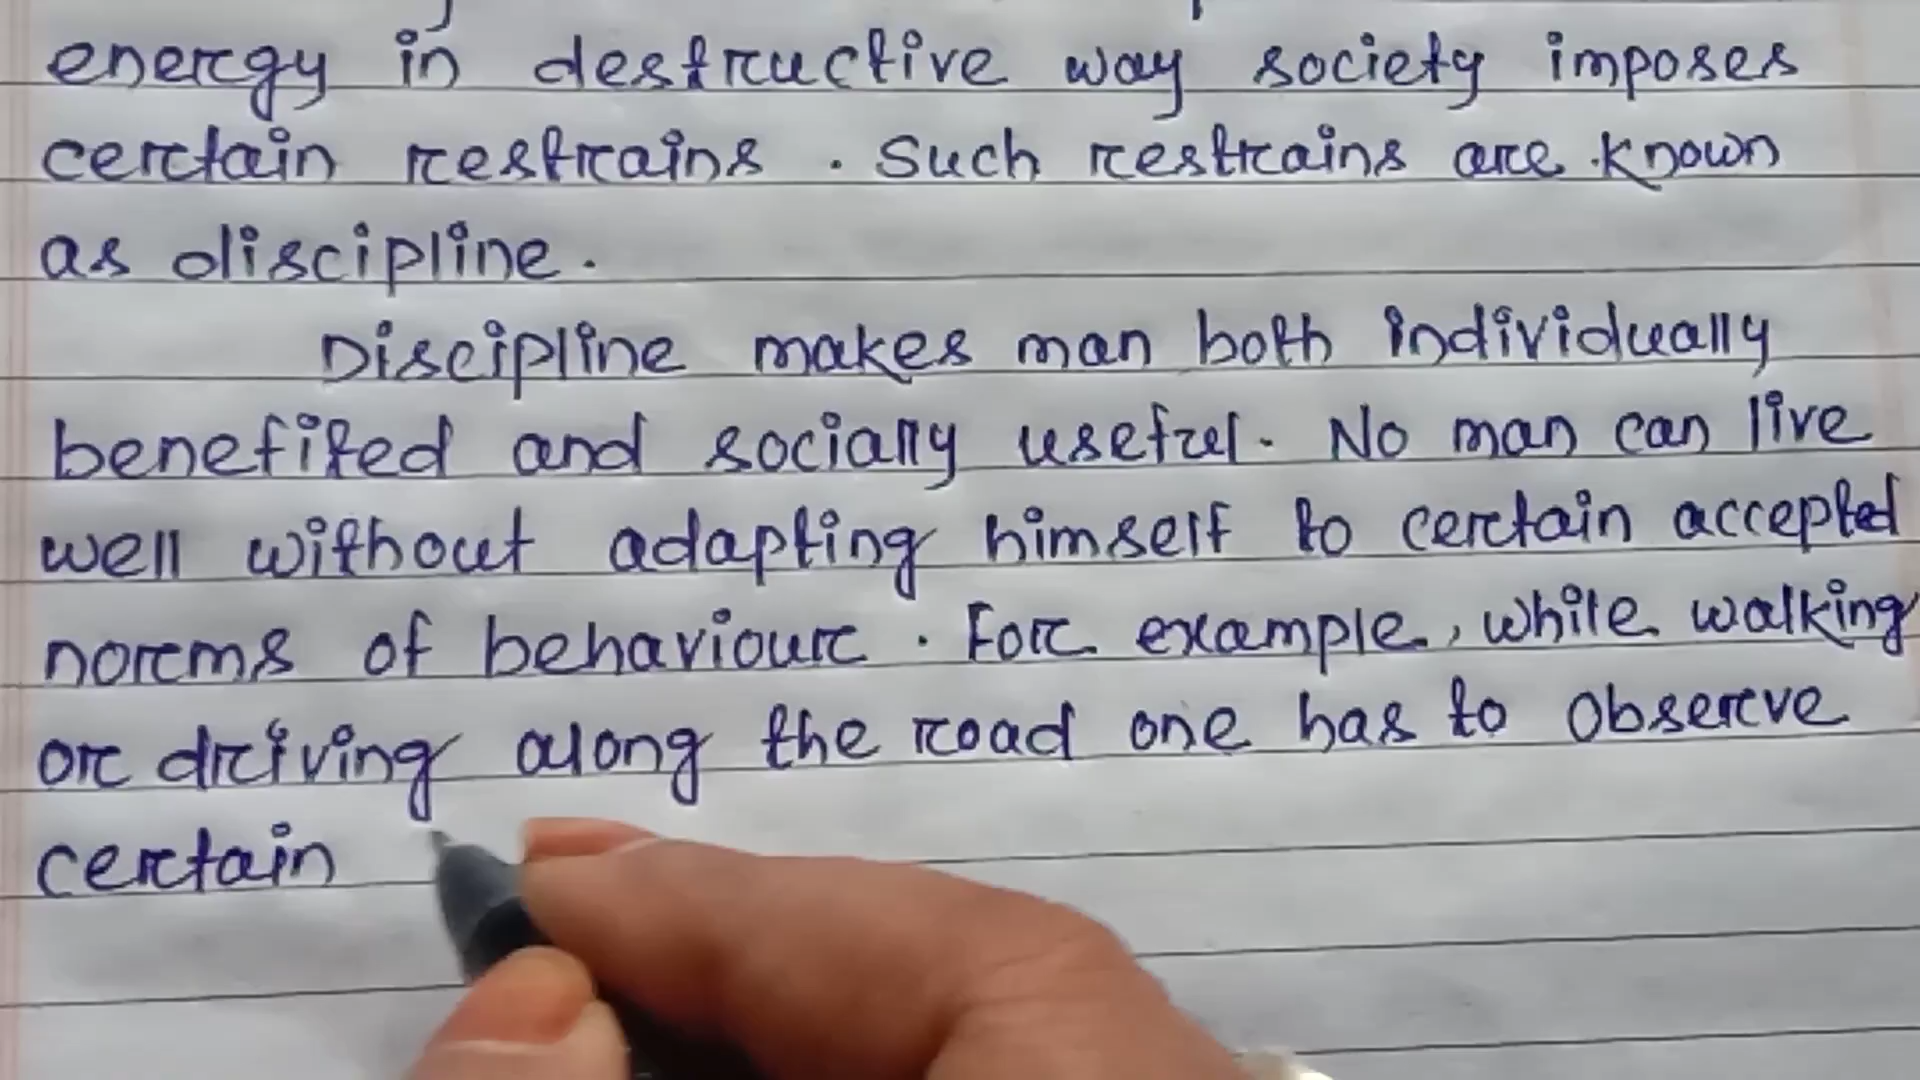 energy in destructive way society imposes
certain restrains. Such restrains are known
as discipline.
Discipline makes man both individually
benefited and socially useful. No man can live
well without adapting himself to certain accepted
norms of behaviour. For example, while walking
or driving along the road one has to observe
certain